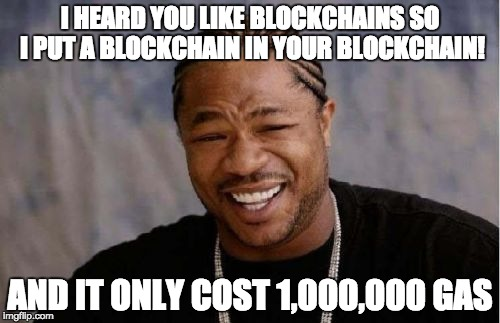 I HEARD YOU LIKE BLOCKCHAINS SO
I PUT A BLOCKCHAIN IN YOUR BLOCKCHAIN!
AND IT ONLY COST 1,000,000 GAS
imgflip.com